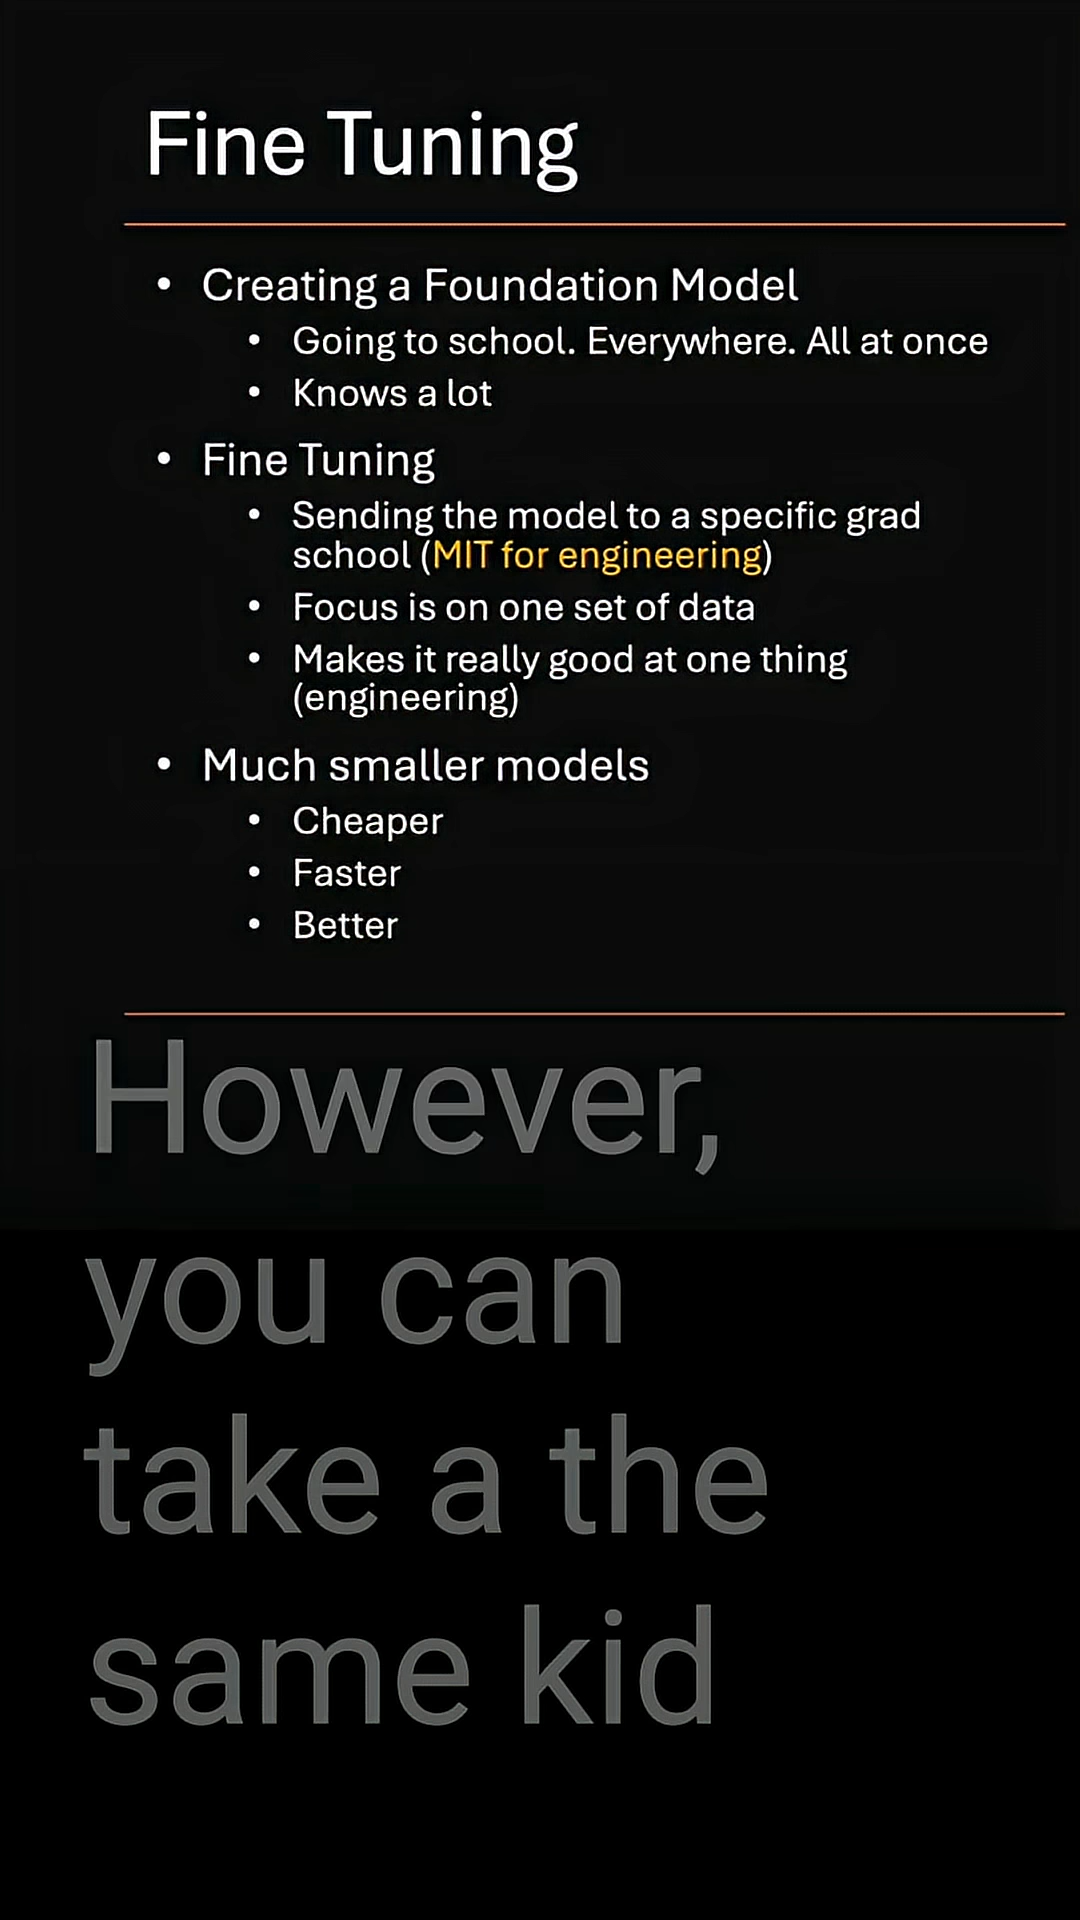 Fine Tuning
• Creating a Foundation Model
• Going to school. Everywhere. All at once
• Knows a lot
• Fine Tuning
• Sending the model to a specific grad
school (MIT for engineering)
• Focus is on one set of data
• Makes it really good at one thing
(engineering)
• Much smaller models
• Cheaper
• Faster
• Better
However,
you can
take a the
same kid